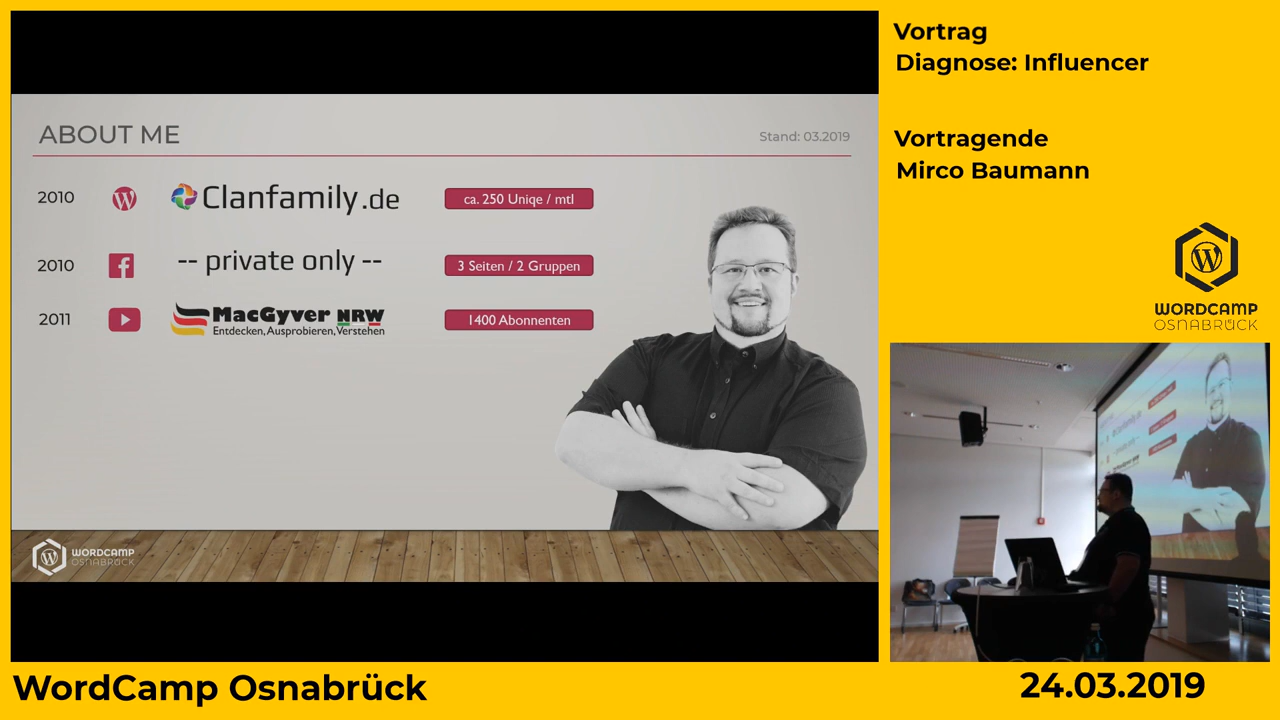 Vortrag
Diagnose: Influencer
Vortragende
Mirco Baumann
WORDCAMP
OSNABRÜCK
ABOUT ME
Stand: 03.2019
2010
Clanfamily.de
ca. 250 Uniqe / mtl
2010
-- private only --
3 Seiten / 2 Gruppen
2011
MacGyver NRW
Entdecken, Ausprobieren, Verstehen
1400 Abonnenten
WORDCAMP
OSNABRÜCK
WordCamp Osnabrück
24.03.2019